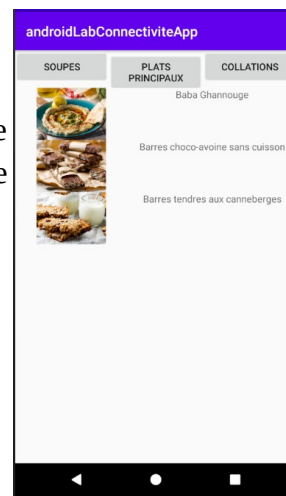 androidLabConnectiviteApp
SOUPES
PLATS
PRINCIPAUX
COLLATIONS
Baba Ghannouge
e
Barres choco-avoine sans cuisson
e
Barres tendres aux canneberges